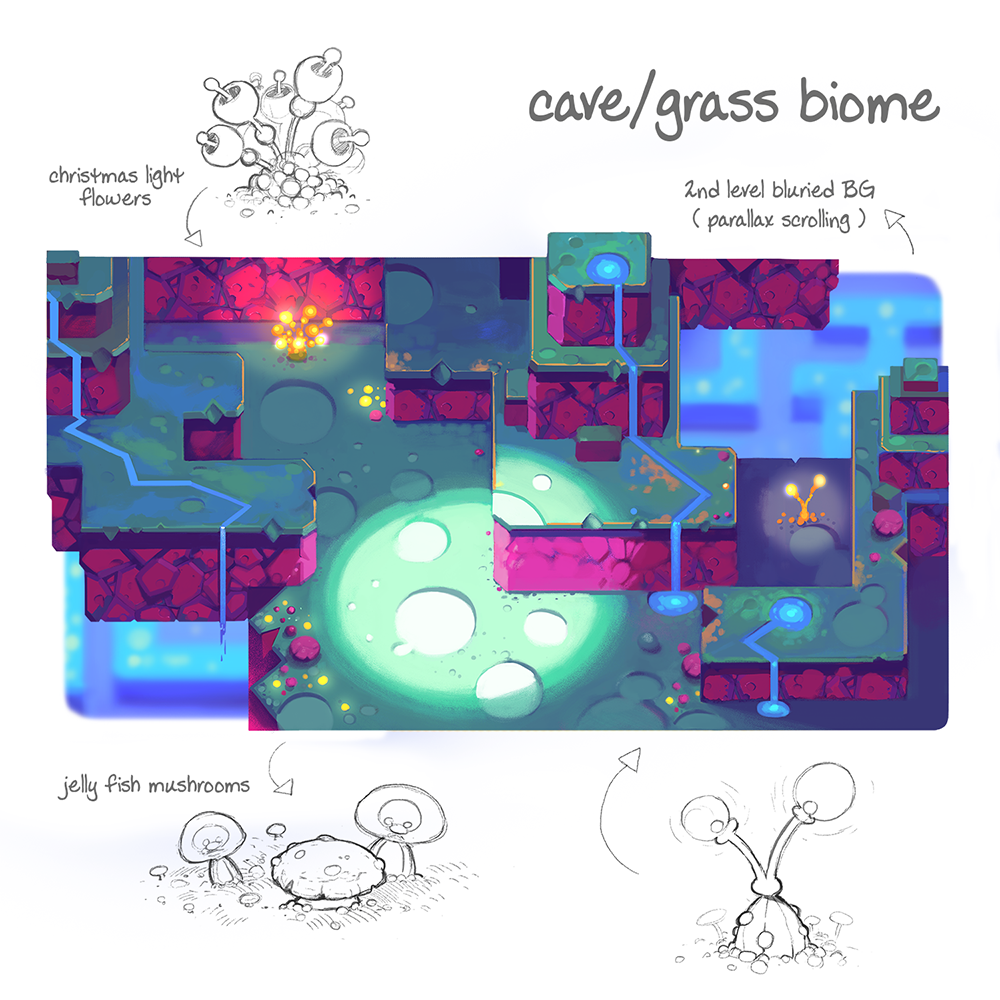 cave/grass biome
christmas light
flowers
2nd level bluried BG
( parallax scrolling )
jelly fish mushrooms